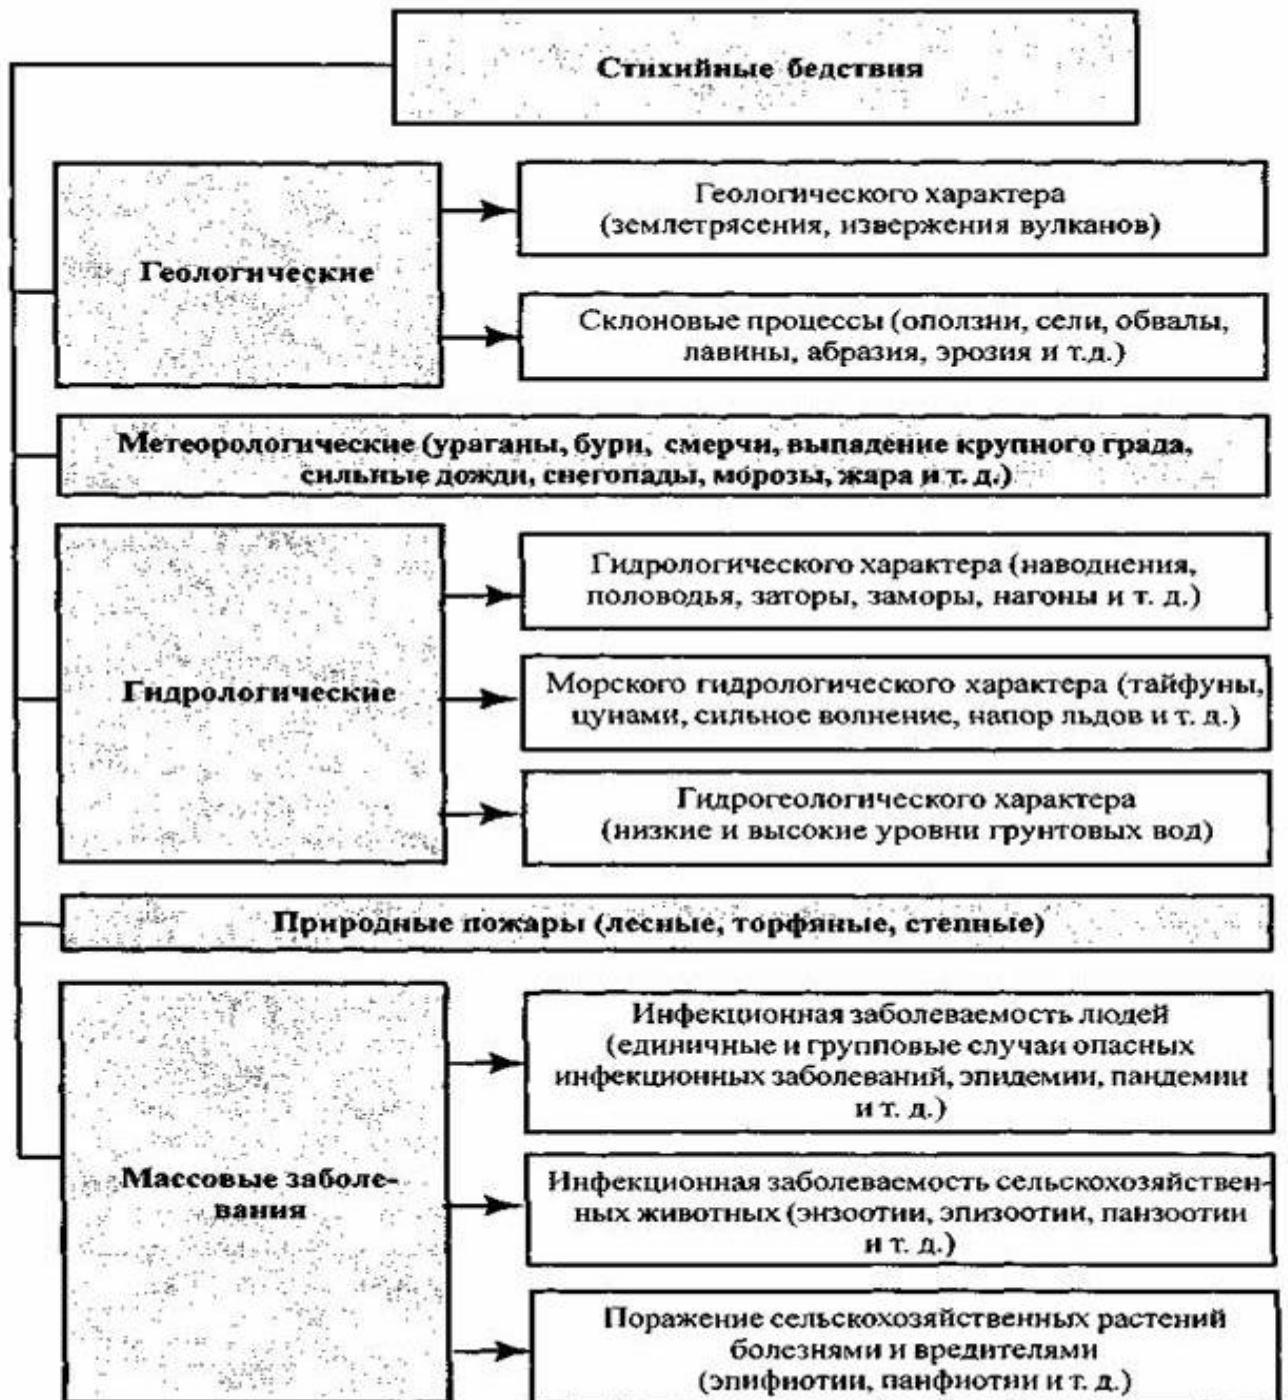 Стихийные бедствия
Геологические
Геологического характера
(землетрясения, извержения вулканов)
Склоновые процессы (оползни, сели, обвалы,
лавины, абразия, эрозия и т.д.)
Метеорологические (ураганы, бури, смерчи, выпадение крупного града,
сильные дожди, снегопады, морозы, жара и т. д.)
Гидрологические
Гидрологического характера (наводнения,
половодья, заторы, заморы, нагоны и т. д.)
Морского гидрологического характера (тайфуны,
цунами, сильное волнение, напор льдов и т. д.)
Гидрогеологического характера
(низкие и высокие уровни грунтовых вод)
Природные пожары (лесные, торфяные, степные)
Массовые заболе-
вания
Инфекционная заболеваемость людей
(единичные и групповые случаи опасных
инфекционных заболеваний, эпидемии, пандемии
и т. д.)
Инфекционная заболеваемость сельскохозяйствен-
ных животных (энзоотии, эпизоотии, панзоотии
и т. д.)
Поражение сельскохозяйственных растений
болезнями и вредителями
(эпифиотии, панфиотии и т. д.)